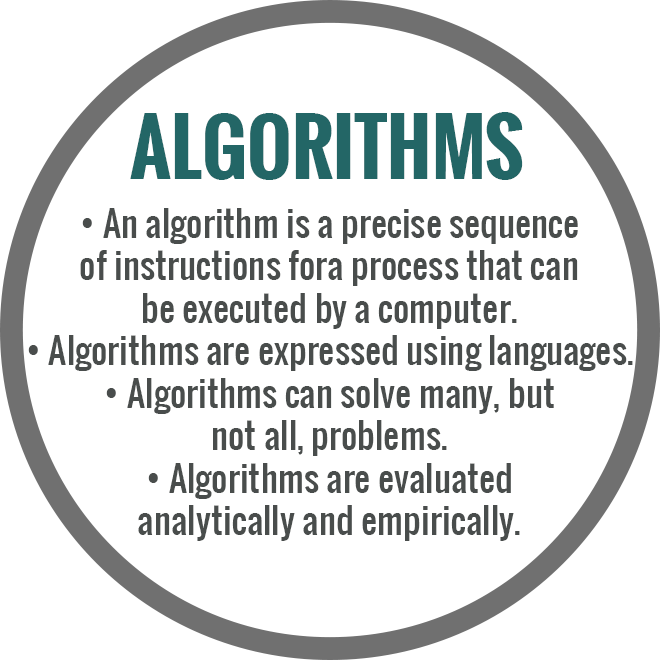 ALGORITHMS
• An algorithm is a precise sequence
of instructions fora process that can
be executed by a computer.
• Algorithms are expressed using languages.
• Algorithms can solve many, but
not all, problems.
• Algorithms are evaluated
analytically and empirically.